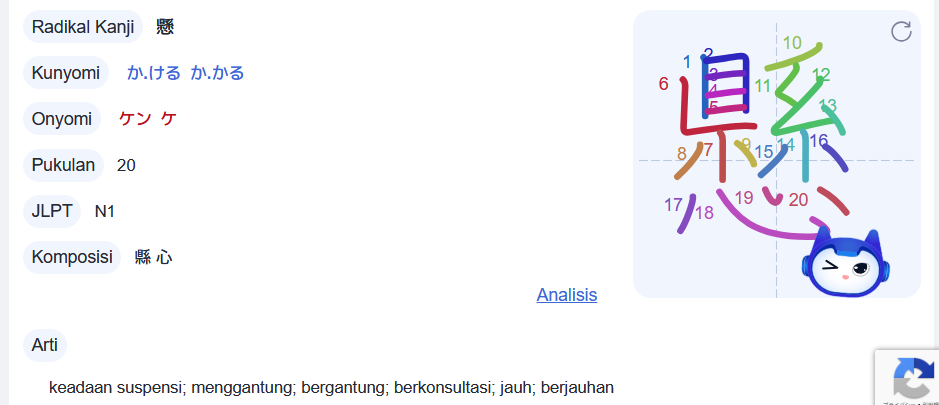 Radikal Kanji 懸
Kunyomi か.ける か.かる
Onyomi ケン ケ
Pukulan 20
JLPT N1
Komposisi 縣 心
Analisis
Arti
keadaan suspensi; menggantung; bergantung; berkonsultasi; jauh; berjauhan
1 2 3 4 5 6 7 8 9 10 11 12 13 14 15 16 17 18 19 20